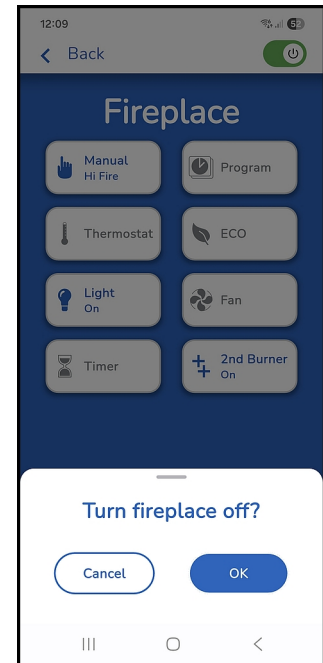 12:09
52
Back
Fireplace
Manual
Hi Fire
Program
Thermostat
ECO
Light
On
Fan
Timer
2nd Burner
On
Turn fireplace off?
Cancel
OK